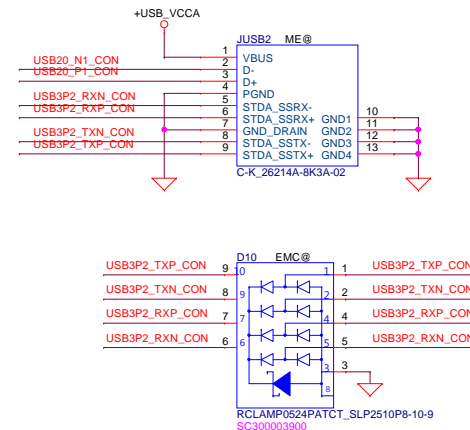 +USB_VCCA
JUSB2 ME@
1 VBUS
USB20_N1_CON 2 D-
USB20_P1_CON 3 D+
4 PGND
USB3P2_RXN_CON 5 STDA_SSRX-
USB3P2_RXP_CON 6 STDA_SSRX+ GND1 10
7 GND_DRAIN GND2 11
USB3P2_TXN_CON 8 STDA_SSTX- GND3 12
USB3P2_TXP_CON 9 STDA_SSTX+ GND4 13
C-K_26214A-8K3A-02
D10 EMC@
USB3P2_TXP_CON 9 10 1 1 USB3P2_TXP_CON
USB3P2_TXN_CON 8 9 2 2 USB3P2_TXN_CON
USB3P2_RXP_CON 7 7 4 4 USB3P2_RXP_CON
USB3P2_RXN_CON 6 6 5 5 USB3P2_RXN_CON
3 3
8
RCLAMP0524PATCT_SLP2510P8-10-9
SC300003900